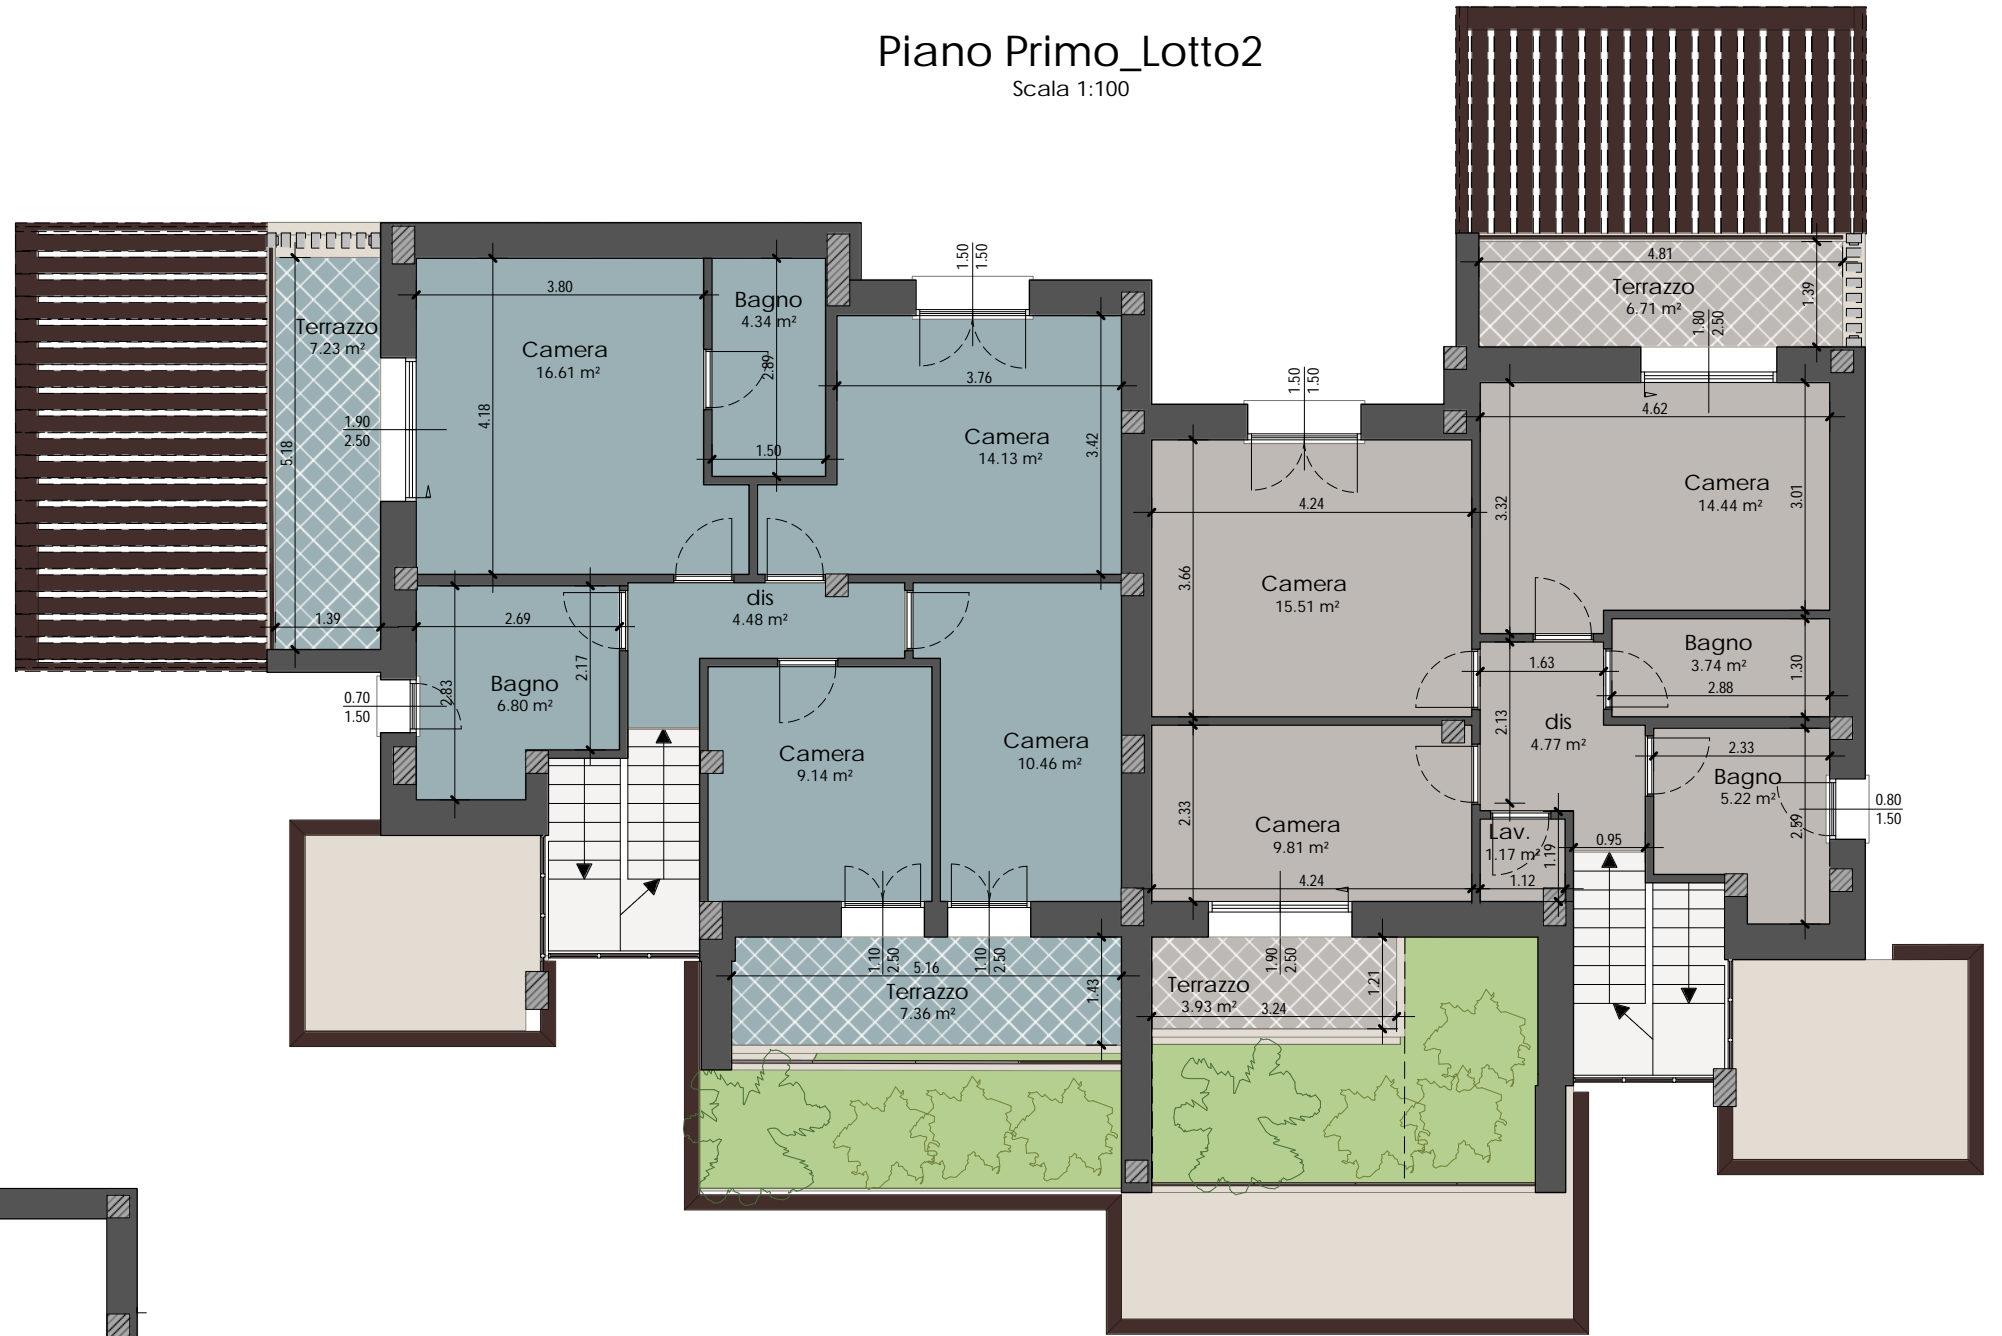 Piano Primo_Lotto2
Scala 1:100
Terrazzo
7.23 m²
5.18
1.39
1.90
2.50
3.80
Camera
16.61 m²
4.18
Bagno
4.34 m²
2.89
1.50
1.50
1.50
3.76
Camera
14.13 m²
3.42
dis
4.48 m²
2.69
2.17
2.83
Bagno
6.80 m²
0.70
1.50
Camera
9.14 m²
Camera
10.46 m²
1.10
2.50
1.10
2.50
5.16
Terrazzo
7.36 m²
1.43
1.50
1.50
4.24
Camera
15.51 m²
3.66
4.81
Terrazzo
6.71 m²
1.39
1.80
2.50
4.62
Camera
14.44 m²
3.32
3.01
Bagno
3.74 m²
1.30
2.88
1.63
2.13
dis
4.77 m²
2.33
Bagno
5.22 m²
2.59
0.80
1.50
Camera
9.81 m²
2.33
4.24
Lav.
1.17 m²
1.19
1.12
0.95
1.90
2.50
Terrazzo
3.93 m²
3.24
1.21